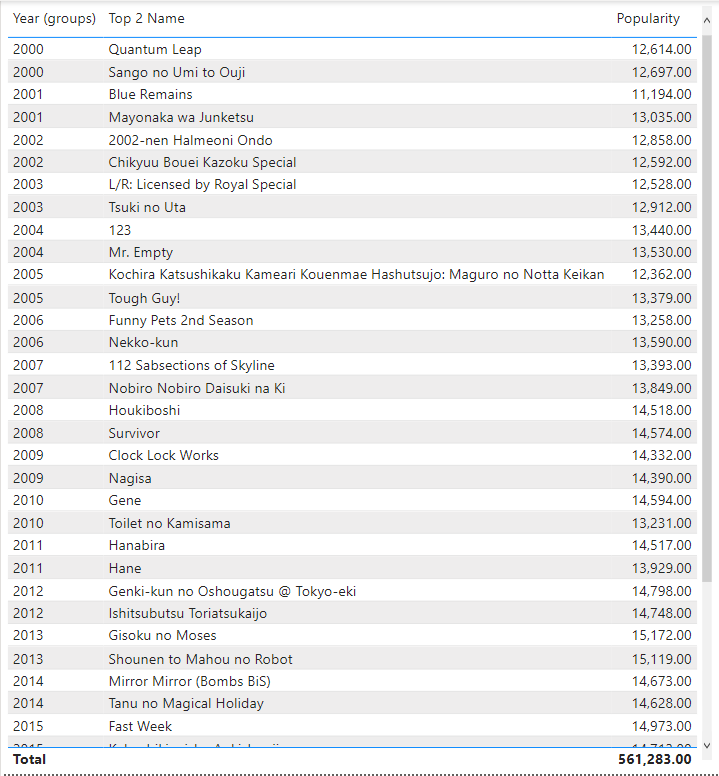 Year (groups) Top 2 Name Popularity
2000 Quantum Leap 12,614.00
2000 Sango no Umi to Ouji 12,697.00
2001 Blue Remains 11,194.00
2001 Mayonaka wa Junketsu 13,035.00
2002 2002-nen Halmeoni Ondo 12,858.00
2002 Chikyuu Bouei Kazoku Special 12,592.00
2003 L/R: Licensed by Royal Special 12,528.00
2003 Tsuki no Uta 12,912.00
2004 123 13,440.00
2004 Mr. Empty 13,530.00
2005 Kochira Katsushikaku Kameari Kouenmae Hashutsujo: Maguro no Notta Keikan 12,362.00
2005 Tough Guy! 13,379.00
2006 Funny Pets 2nd Season 13,258.00
2006 Nekko-kun 13,590.00
2007 112 Sabsections of Skyline 13,393.00
2007 Nobiro Nobiro Daisuki na Ki 13,849.00
2008 Houkiboshi 14,518.00
2008 Survivor 14,574.00
2009 Clock Lock Works 14,332.00
2009 Nagisa 14,390.00
2010 Gene 14,594.00
2010 Toilet no Kamisama 13,231.00
2011 Hanabira 14,517.00
2011 Hane 13,929.00
2012 Genki-kun no Oshougatsu @ Tokyo-eki 14,798.00
2012 Ishitsubutsu Toriatsukaijo 14,748.00
2013 Gisoku no Moses 15,172.00
2013 Shounen to Mahou no Robot 15,119.00
2014 Mirror Mirror (Bombs BiS) 14,673.00
2014 Tanu no Magical Holiday 14,628.00
2015 Fast Week 14,973.00
2015
Total 561,283.00